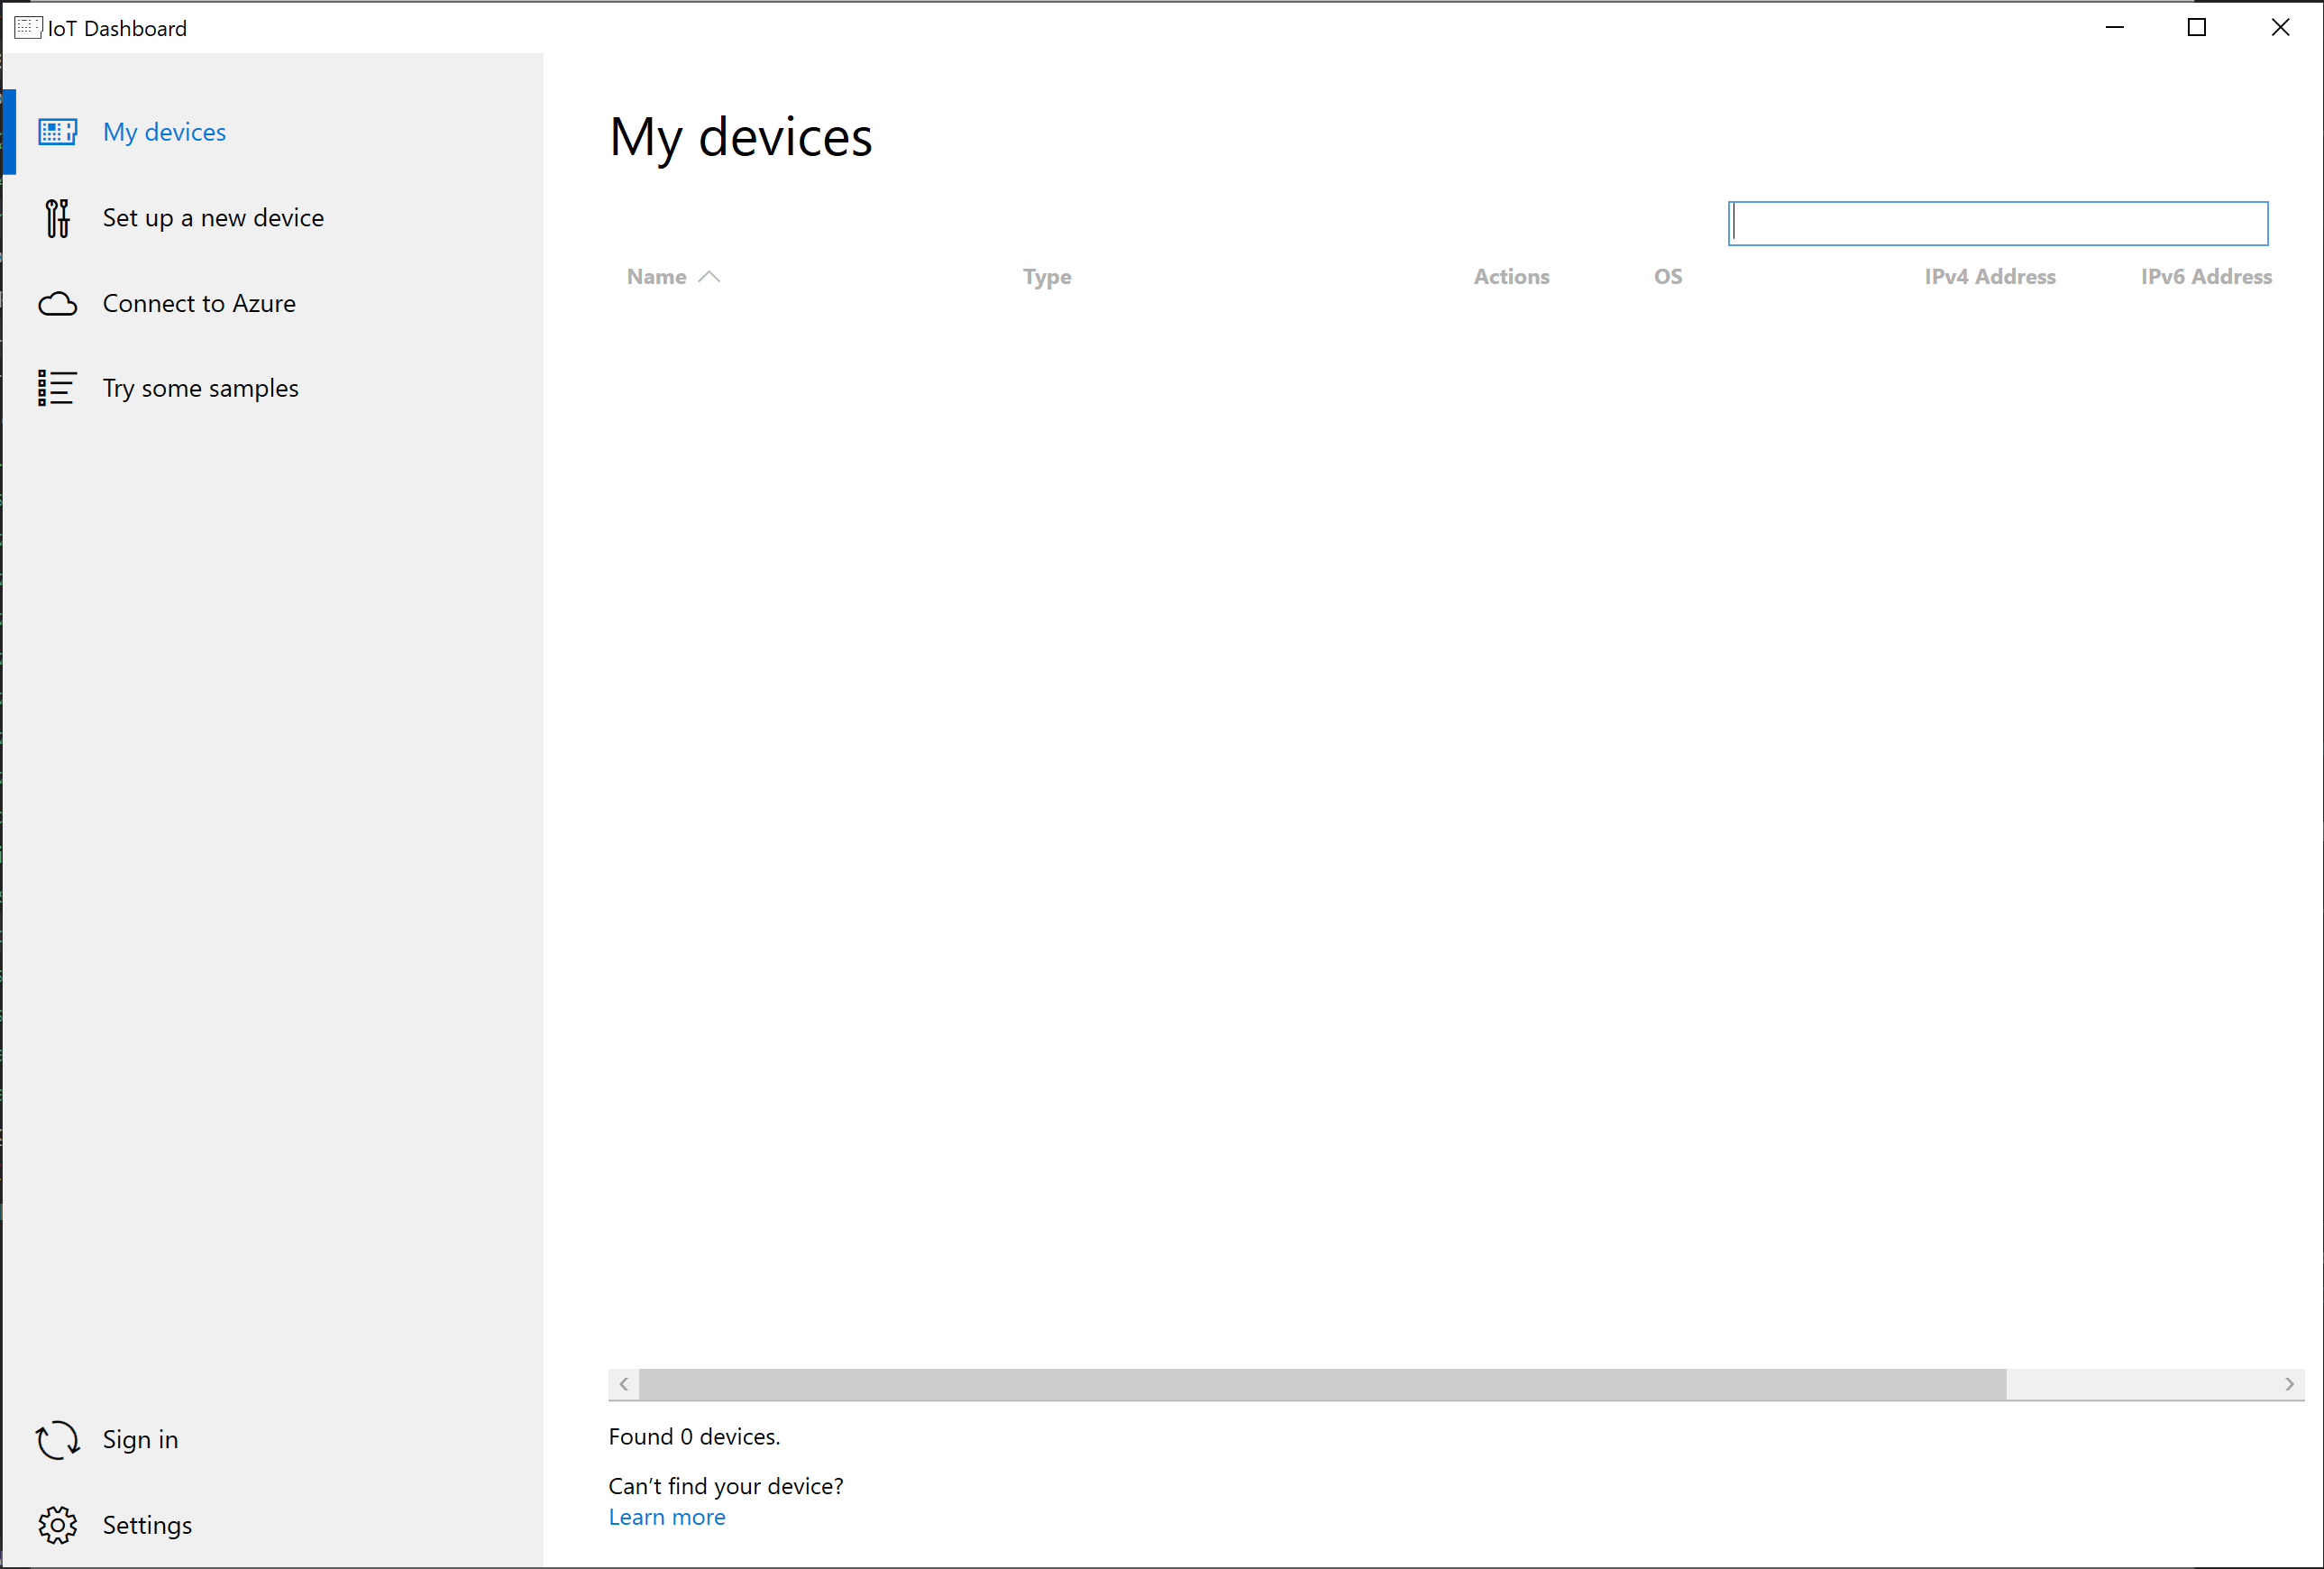 IoT Dashboard
My devices
Set up a new device
Connect to Azure
Try some samples
Sign in
Settings
My devices
Name Type Actions OS IPv4 Address IPv6 Address
Found 0 devices.
Can’t find your device?
Learn more